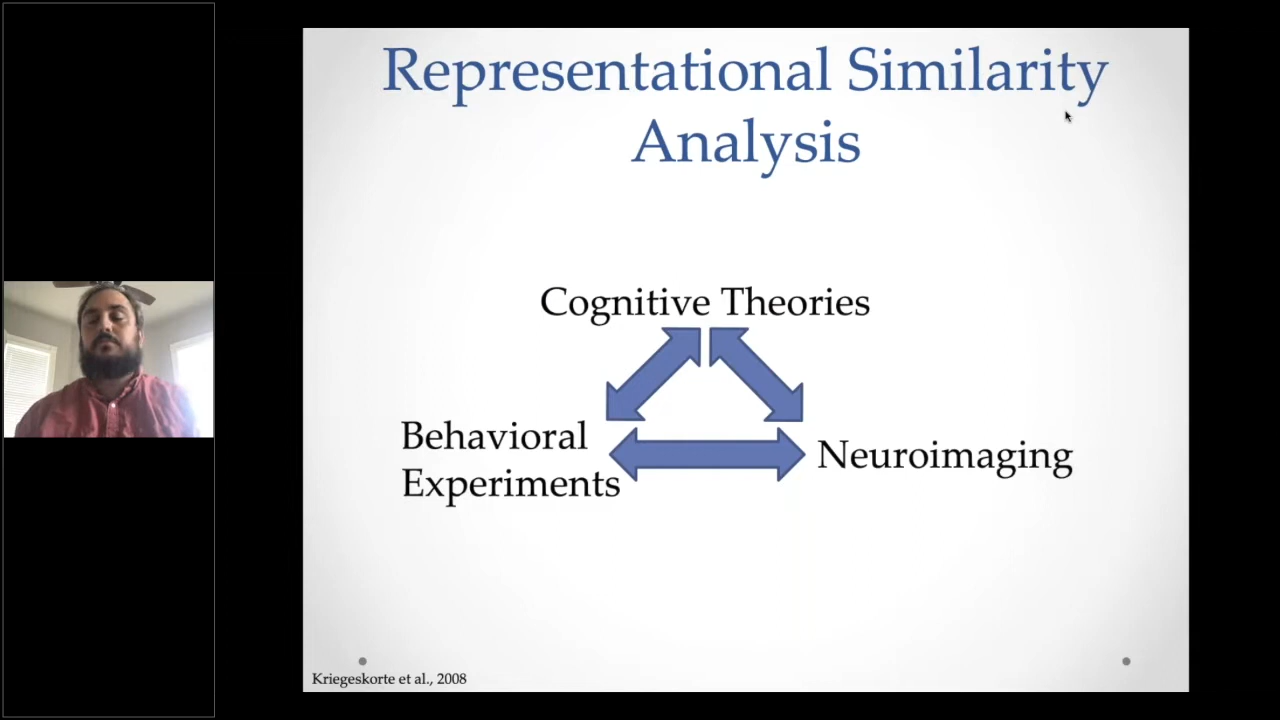 Representational Similarity
Analysis
Cognitive Theories
Behavioral
Experiments
Neuroimaging
Kriegeskorte et al., 2008